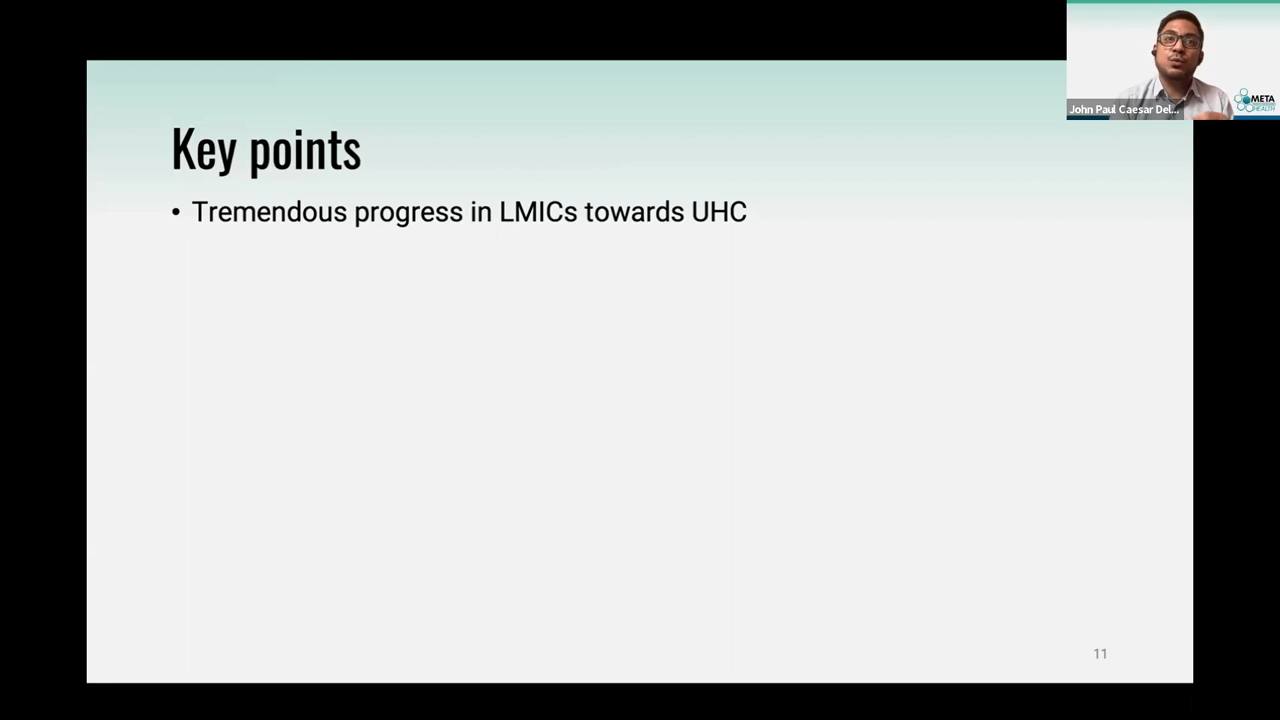 Key points
• Tremendous progress in LMICs towards UHC
11
John Paul Caesar Del...
META
HEALTH